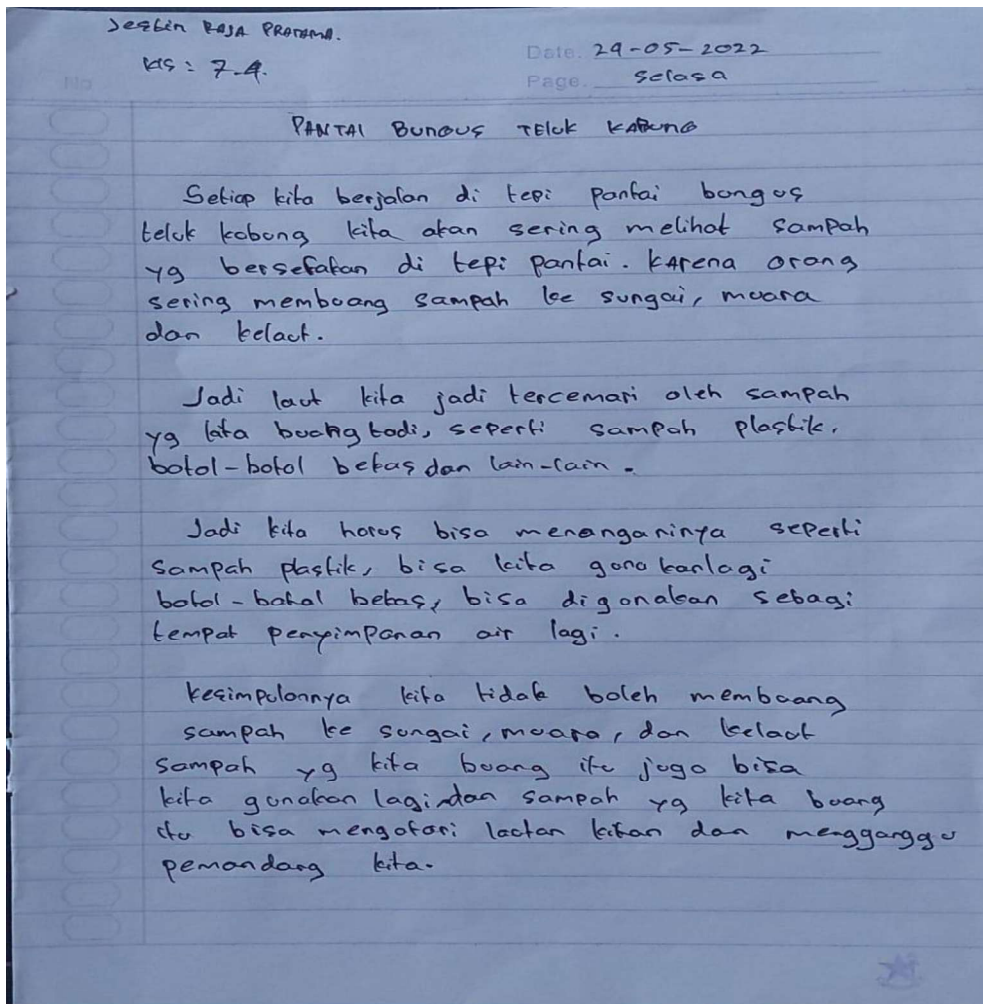 Jestin RAJA PRATAMA.
Date. 24-05-2022
Kls : 7.4.
No
Page. Selasa
PANTAI BUNGUS TELUK KABUNG
Setiap kita berjalan di tepi pantai bungus
teluk kabung kita akan sering melihat sampah
yg berserakan di tepi pantai. KArena orang
sering membuang sampah ke sungai, muara
dan kelaut.
Jadi laut kita jadi tercemari oleh sampah
yg kita buang tadi, seperti sampah plastik,
botol-botol bekas dan lain-lain.
Jadi kita harus bisa menanganinya seperti
sampah plastik, bisa kita guna kanlagi
botol-botol bekas, bisa digunakan sebagi
tempat penyimpanan air lagi.
kesimpulannya kita tidak boleh membuang
sampah ke sungai, muara, dan kelaut
sampah yg kita buang itu juga bisa
kita gunakan lagi dan sampah yg kita buang
itu bisa mengotori lautan kitan dan mengganggu
pemandang kita.